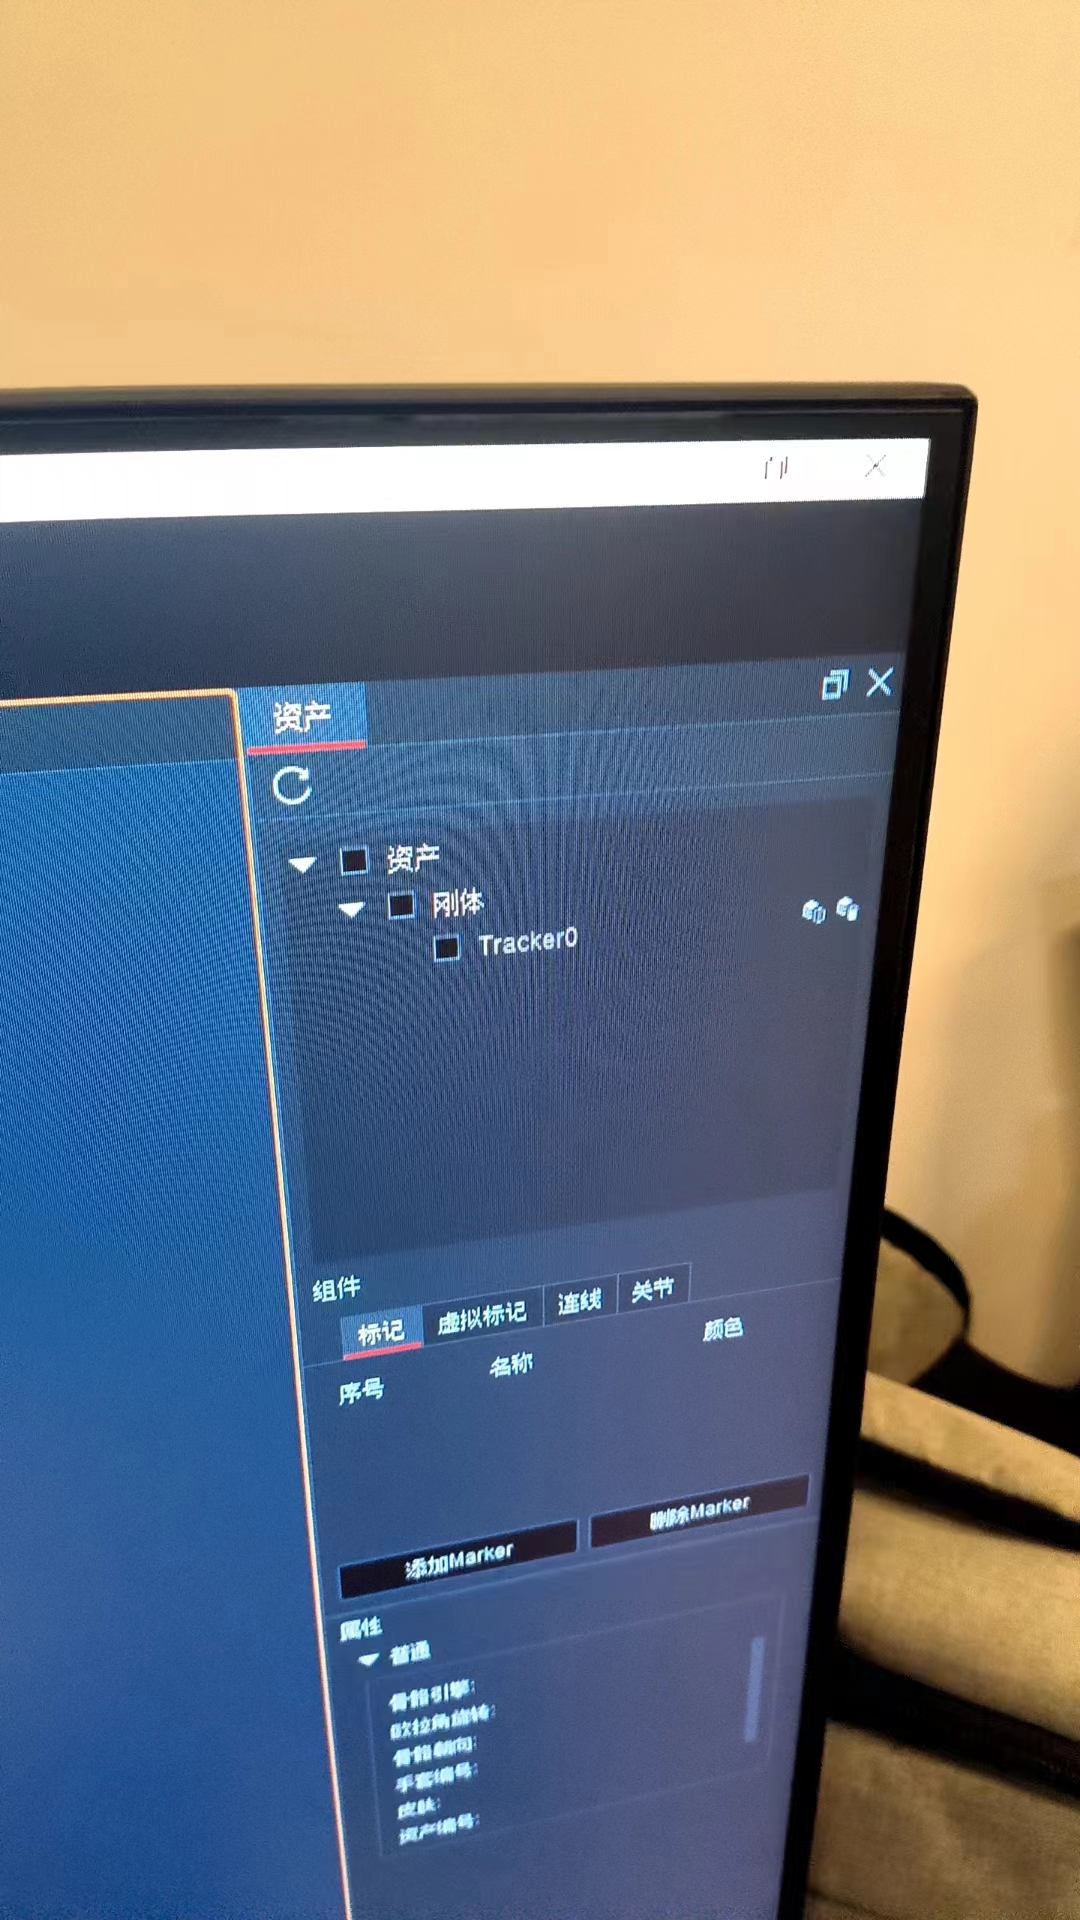 资产
资产
刚体
Tracker0
组件
标记 虚拟标记 连线 关节
序号 名称 颜色
添加Marker 删除Marker
属性
普通
骨骼引擎:
欧拉角旋转:
骨骼朝向:
手套编号:
皮肤:
资产编号: